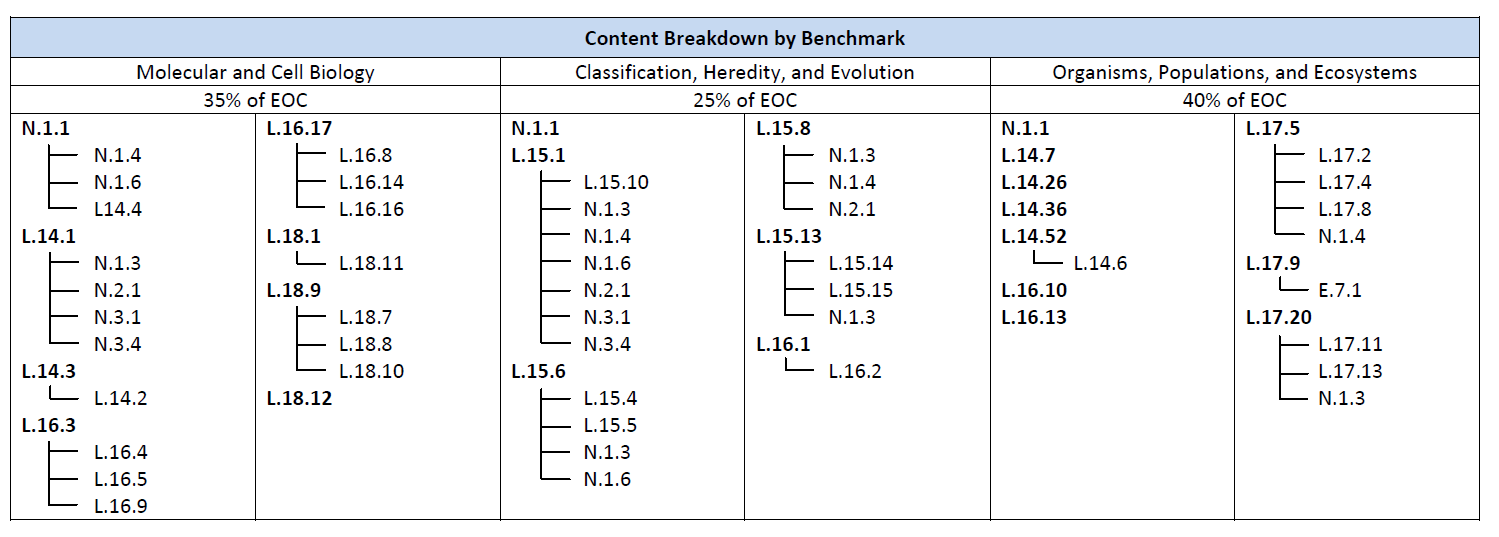 Content Breakdown by Benchmark
Molecular and Cell Biology
35% of EOC
N.1.1
N.1.4
N.1.6
L14.4
L.14.1
N.1.3
N.2.1
N.3.1
N.3.4
L.14.3
L.14.2
L.16.3
L.16.4
L.16.5
L.16.9
L.16.17
L.16.8
L.16.14
L.16.16
L.18.1
L.18.11
L.18.9
L.18.7
L.18.8
L.18.10
L.18.12
Classification, Heredity, and Evolution
25% of EOC
N.1.1
L.15.1
L.15.10
N.1.3
N.1.4
N.1.6
N.2.1
N.3.1
N.3.4
L.15.6
L.15.4
L.15.5
N.1.3
N.1.6
L.15.8
N.1.3
N.1.4
N.2.1
L.15.13
L.15.14
L.15.15
N.1.3
L.16.1
L.16.2
Organisms, Populations, and Ecosystems
40% of EOC
N.1.1
L.14.7
L.14.26
L.14.36
L.14.52
L.14.6
L.16.10
L.16.13
L.17.5
L.17.2
L.17.4
L.17.8
N.1.4
L.17.9
E.7.1
L.17.20
L.17.11
L.17.13
N.1.3